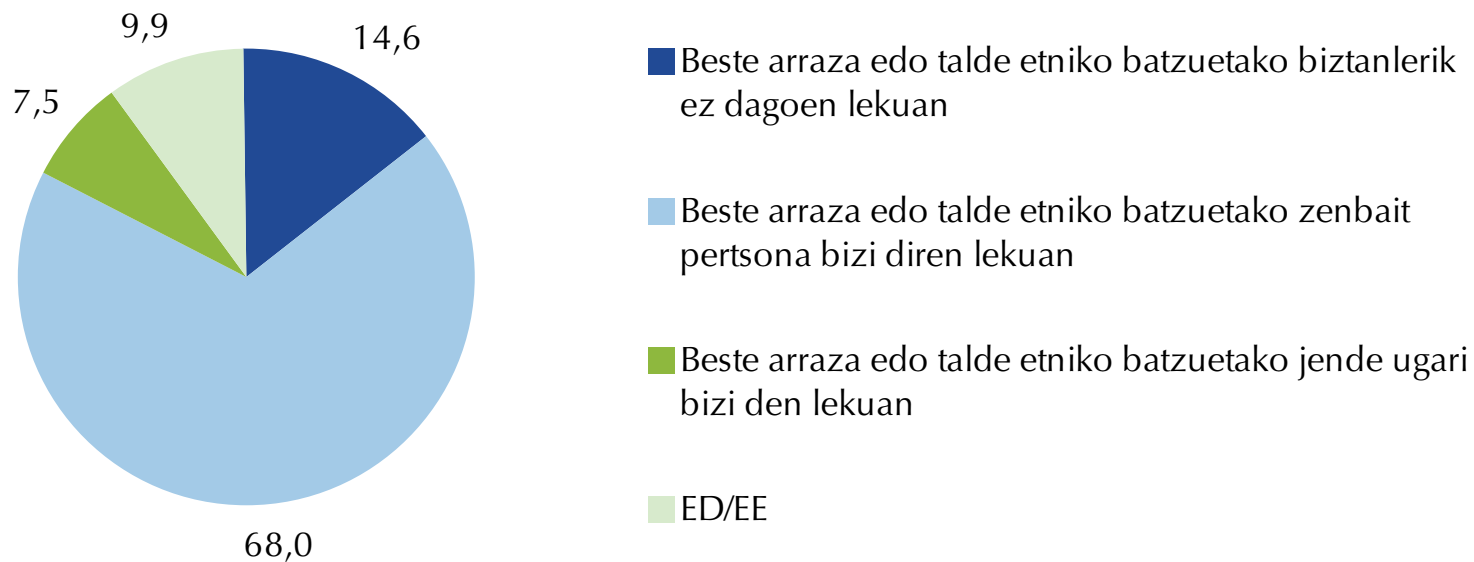 9,9
14,6
7,5
68,0
Beste arraza edo talde etniko batzuetako biztanlerik
ez dagoen lekuan
Beste arraza edo talde etniko batzuetako zenbait
pertsona bizi diren lekuan
Beste arraza edo talde etniko batzuetako jende ugari
bizi den lekuan
ED/EE